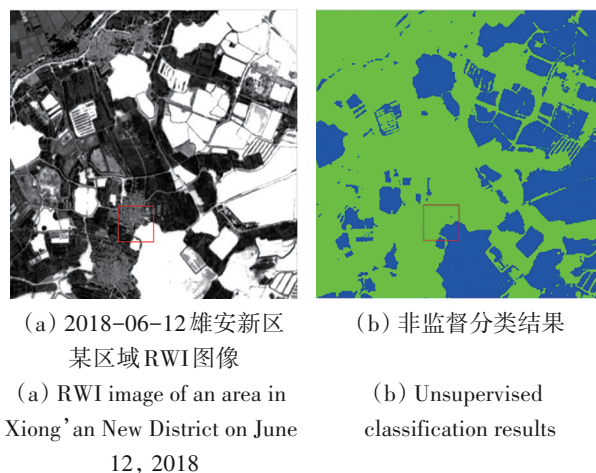 (a) 2018-06-12雄安新区
某区域RWI图像
(a) RWI image of an area in
Xiong’an New District on June
12, 2018
(b) 非监督分类结果
(b) Unsupervised
classification results